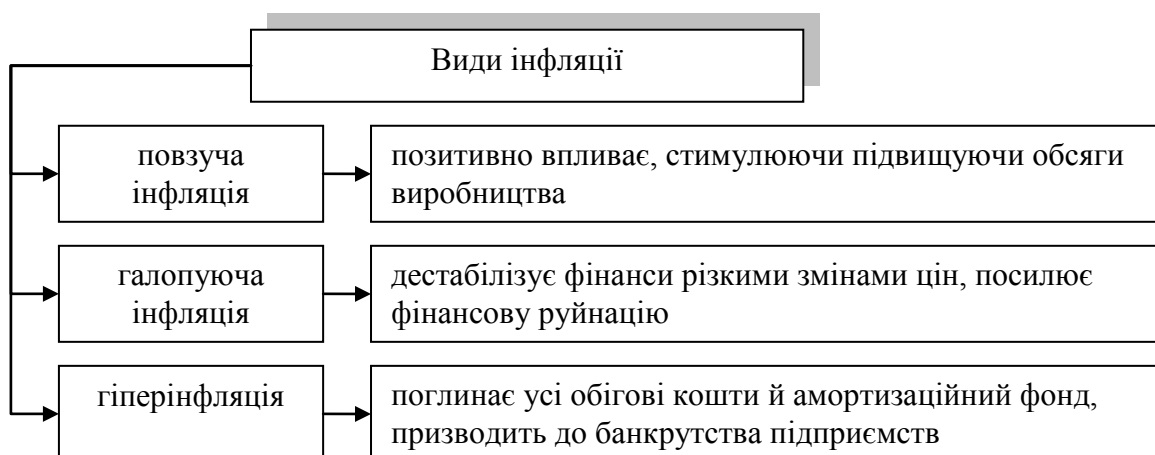 Види інфляції
повзуча
інфляція
позитивно впливає, стимулюючи підвищуючи обсяги
виробництва
галопуюча
інфляція
дестабілізує фінанси різкими змінами цін, посилює
фінансову руйнацію
гіперінфляція
поглинає усі обігові кошти й амортизаційний фонд,
призводить до банкрутства підприємств